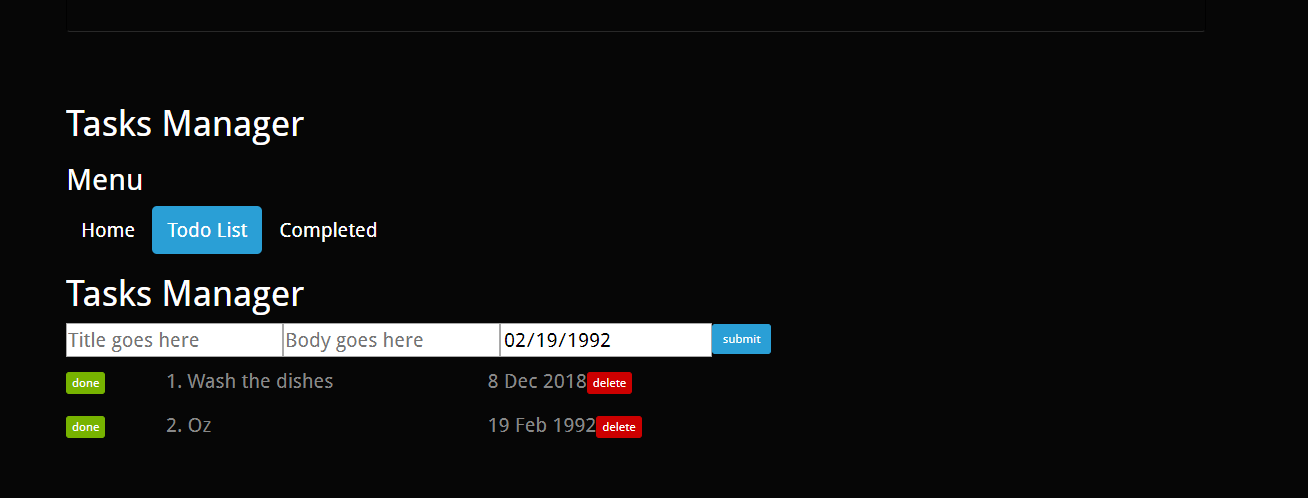 Tasks Manager
Menu
Home Todo List Completed
Tasks Manager
Title goes here Body goes here 02/19/1992 submit
done 1. Wash the dishes 8 Dec 2018 delete
done 2. Oz 19 Feb 1992 delete